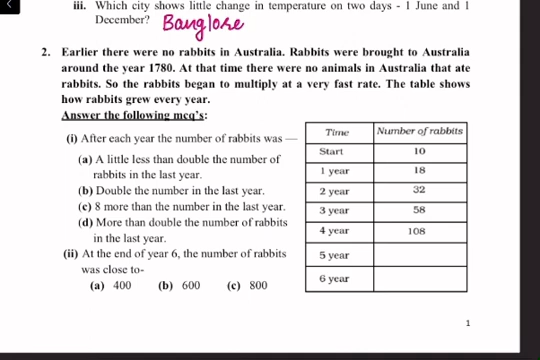 iii. Which city shows little change in temperature on two days - 1 June and 1
December? Banglore
2. Earlier there were no rabbits in Australia. Rabbits were brought to Australia
around the year 1780. At that time there were no animals in Australia that ate
rabbits. So the rabbits began to multiply at a very fast rate. The table shows
how rabbits grew every year.
Answer the following mcq's:
(i) After each year the number of rabbits was —
(a) A little less than double the number of
rabbits in the last year.
(b) Double the number in the last year.
(c) 8 more than the number in the last year.
(d) More than double the number of rabbits
in the last year.
(ii) At the end of year 6, the number of rabbits
was close to-
(a) 400 (b) 600 (c) 800
Time Number of rabbits
Start 10
1 year 18
2 year 32
3 year 58
4 year 108
5 year
6 year
1